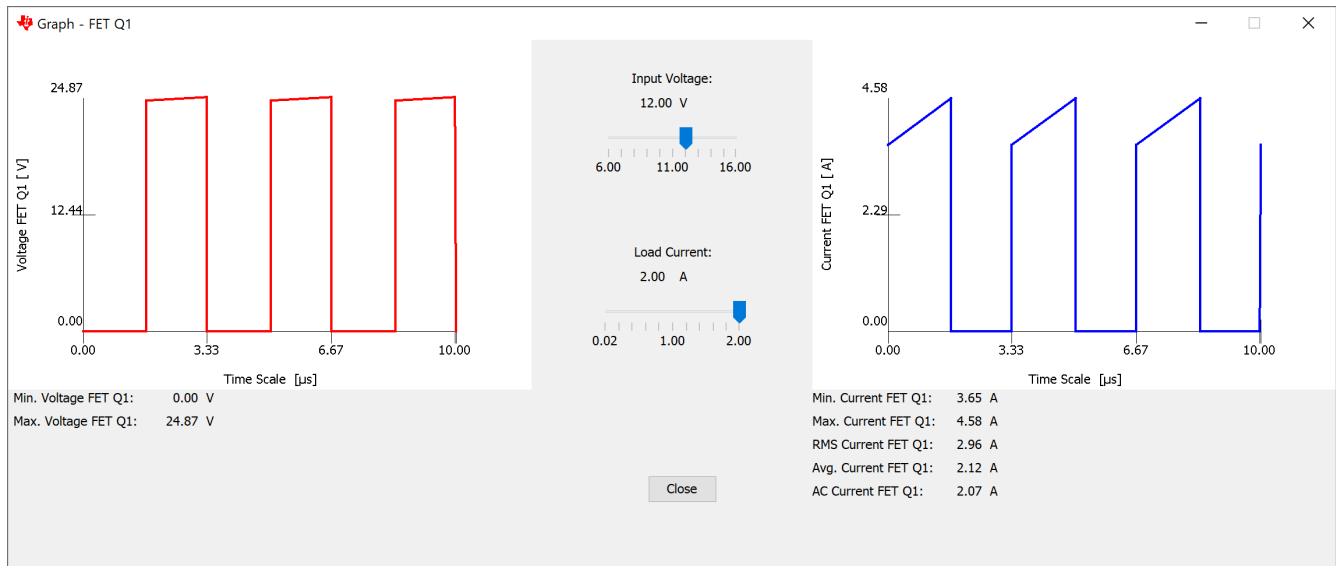 Graph - FET Q1
24.87
12.44
0.00
Voltage FET Q1 [ V]
0.00 3.33 6.67 10.00
Time Scale [µs]
Min. Voltage FET Q1: 0.00 V
Max. Voltage FET Q1: 24.87 V
Input Voltage:
12.00 V
6.00 11.00 16.00
Load Current:
2.00 A
0.02 1.00 2.00
Close
4.58
2.29
0.00
Current FET Q1 [ A]
0.00 3.33 6.67 10.00
Time Scale [µs]
Min. Current FET Q1: 3.65 A
Max. Current FET Q1: 4.58 A
RMS Current FET Q1: 2.96 A
Avg. Current FET Q1: 2.12 A
AC Current FET Q1: 2.07 A